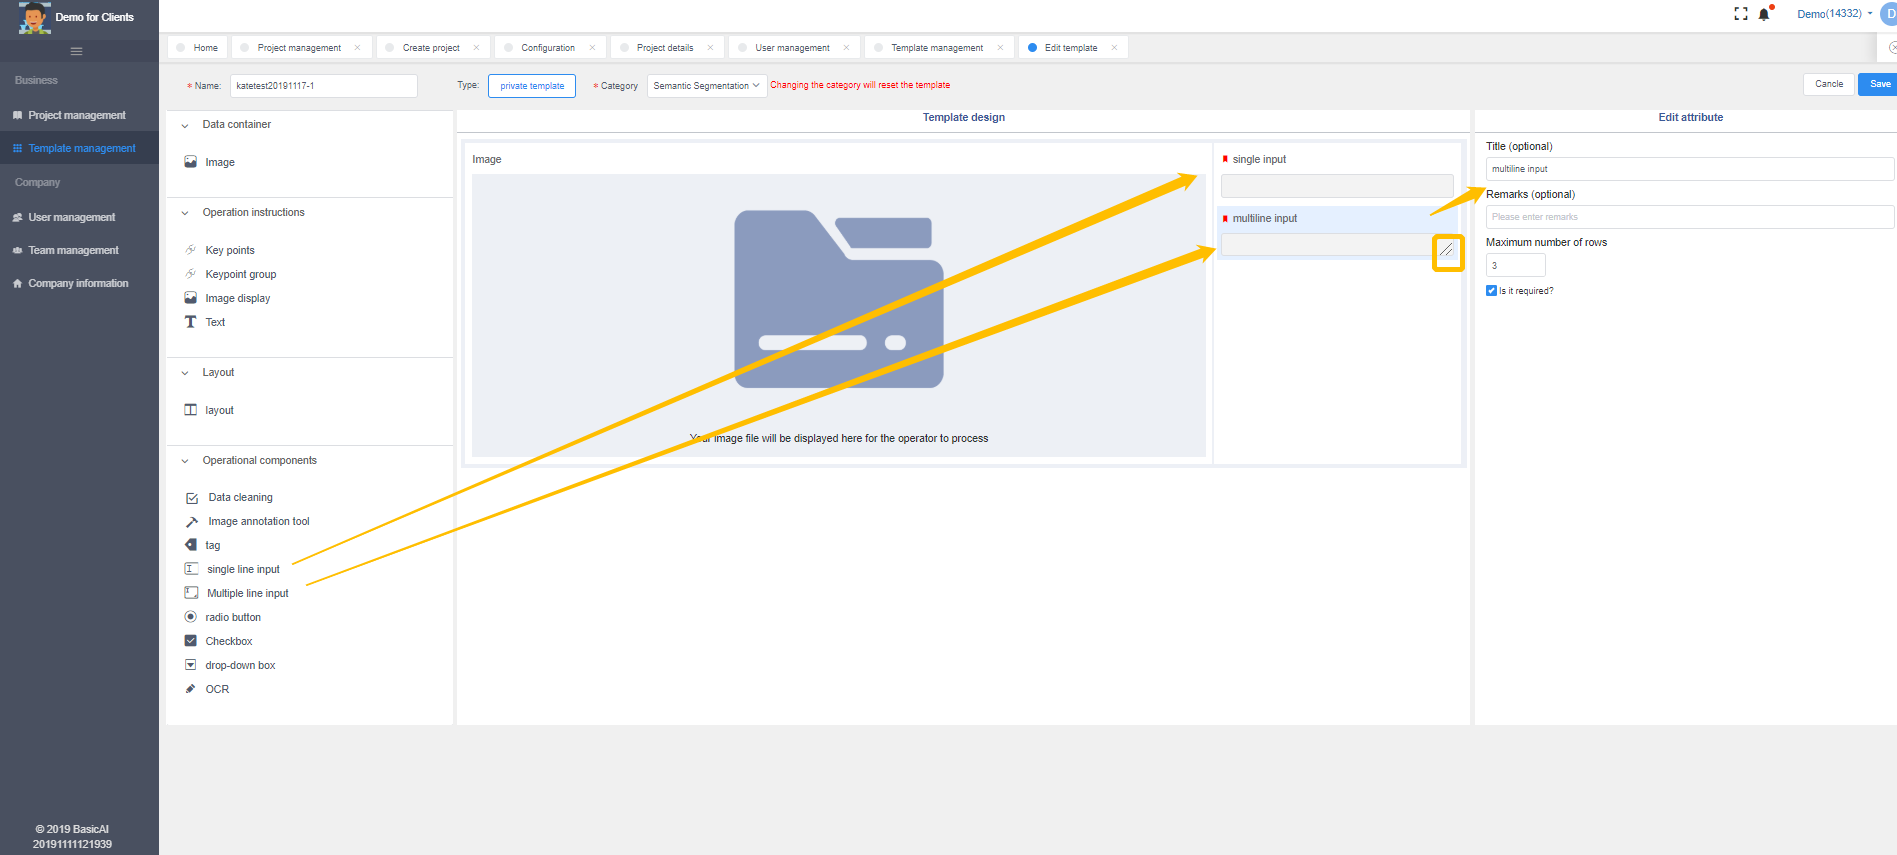 Demo for Clients
Demo(14332)
Home
Project management
Create project
Configuration
Project details
User management
Template management
Edit template
Business
Project management
Template management
Company
User management
Team management
Company information
© 2019 BasicAI
20191111121939
* Name:
katetest20191117-1
Type:
private template
* Category
Semantic Segmentation
Changing the category will reset the template
Cancle
Save
Data container
Image
Operation instructions
Key points
Keypoint group
Image display
Text
Layout
layout
Operational components
Data cleaning
Image annotation tool
tag
single line input
Multiple line input
radio button
Checkbox
drop-down box
OCR
Template design
Image
Your image file will be displayed here for the operator to process
single input
multiline input
Edit attribute
Title (optional)
multiline input
Remarks (optional)
Please enter remarks
Maximum number of rows
3
Is it required?